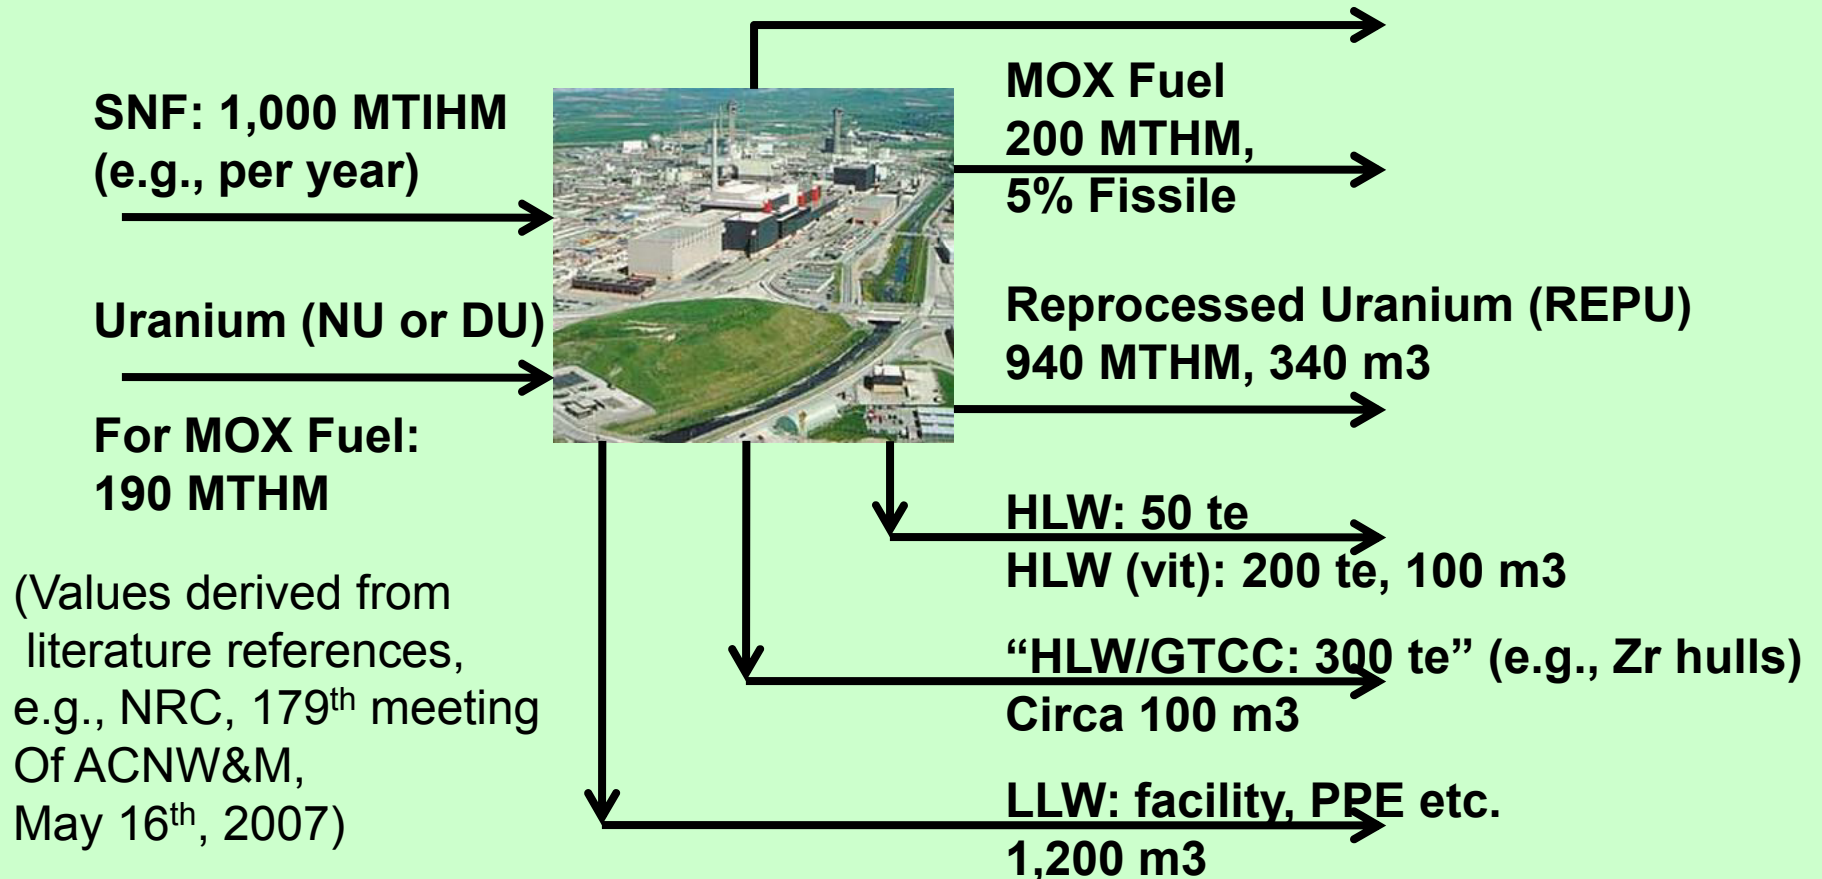 SNF: 1,000 MTIHM
(e.g., per year)
Uranium (NU or DU)
For MOX Fuel:
190 MTHM
(Values derived from
literature references,
e.g., NRC, 179th meeting
Of ACNW&M,
May 16th, 2007)
MOX Fuel
200 MTHM,
5% Fissile
Reprocessed Uranium (REPU)
940 MTHM, 340 m3
HLW: 50 te
HLW (vit): 200 te, 100 m3
“HLW/GTCC: 300 te” (e.g., Zr hulls)
Circa 100 m3
LLW: facility, PPE etc.
1,200 m3